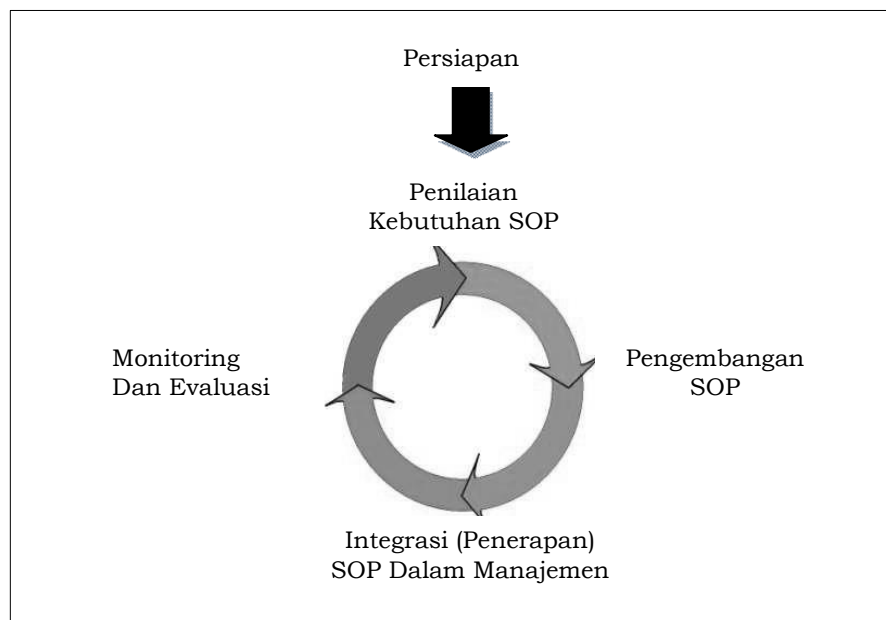 Persiapan
Penilaian
Kebutuhan SOP
Monitoring
Dan Evaluasi
Pengembangan
SOP
Integrasi (Penerapan)
SOP Dalam Manajemen